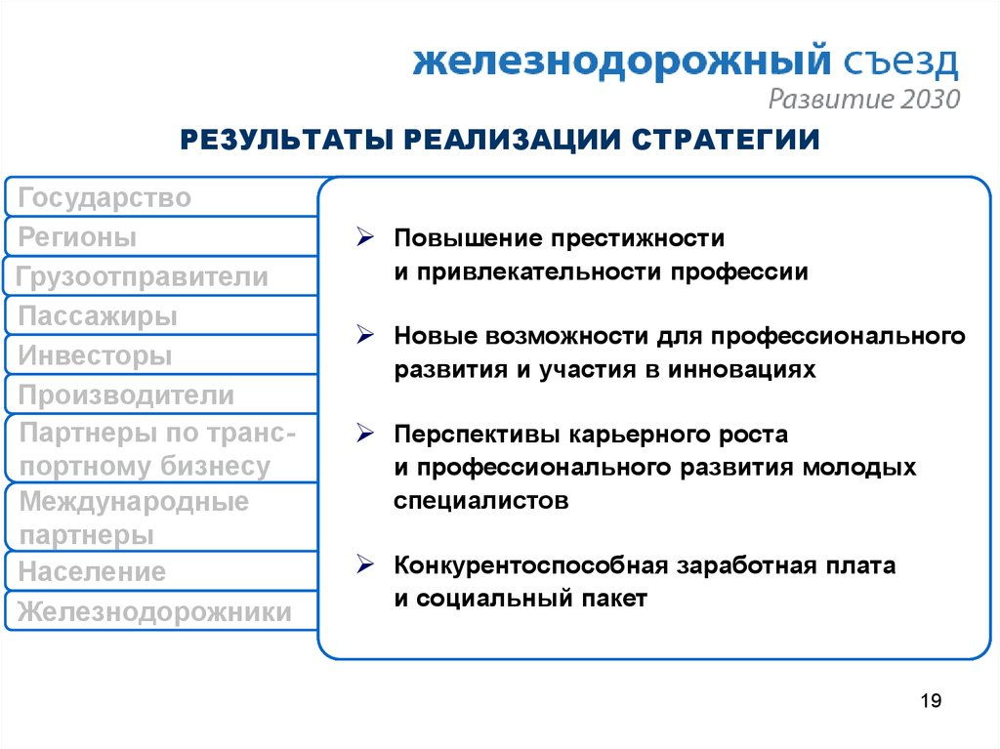 железнодорожный съезд
Развитие 2030
РЕЗУЛЬТАТЫ РЕАЛИЗАЦИИ СТРАТЕГИИ
Государство
Регионы
Грузоотправители
Пассажиры
Инвесторы
Производители
Партнеры по транс-
портному бизнесу
Международные
партнеры
Население
Железнодорожники
Повышение престижности
и привлекательности профессии
Новые возможности для профессионального
развития и участия в инновациях
Перспективы карьерного роста
и профессионального развития молодых
специалистов
Конкурентоспособная заработная плата
и социальный пакет
19